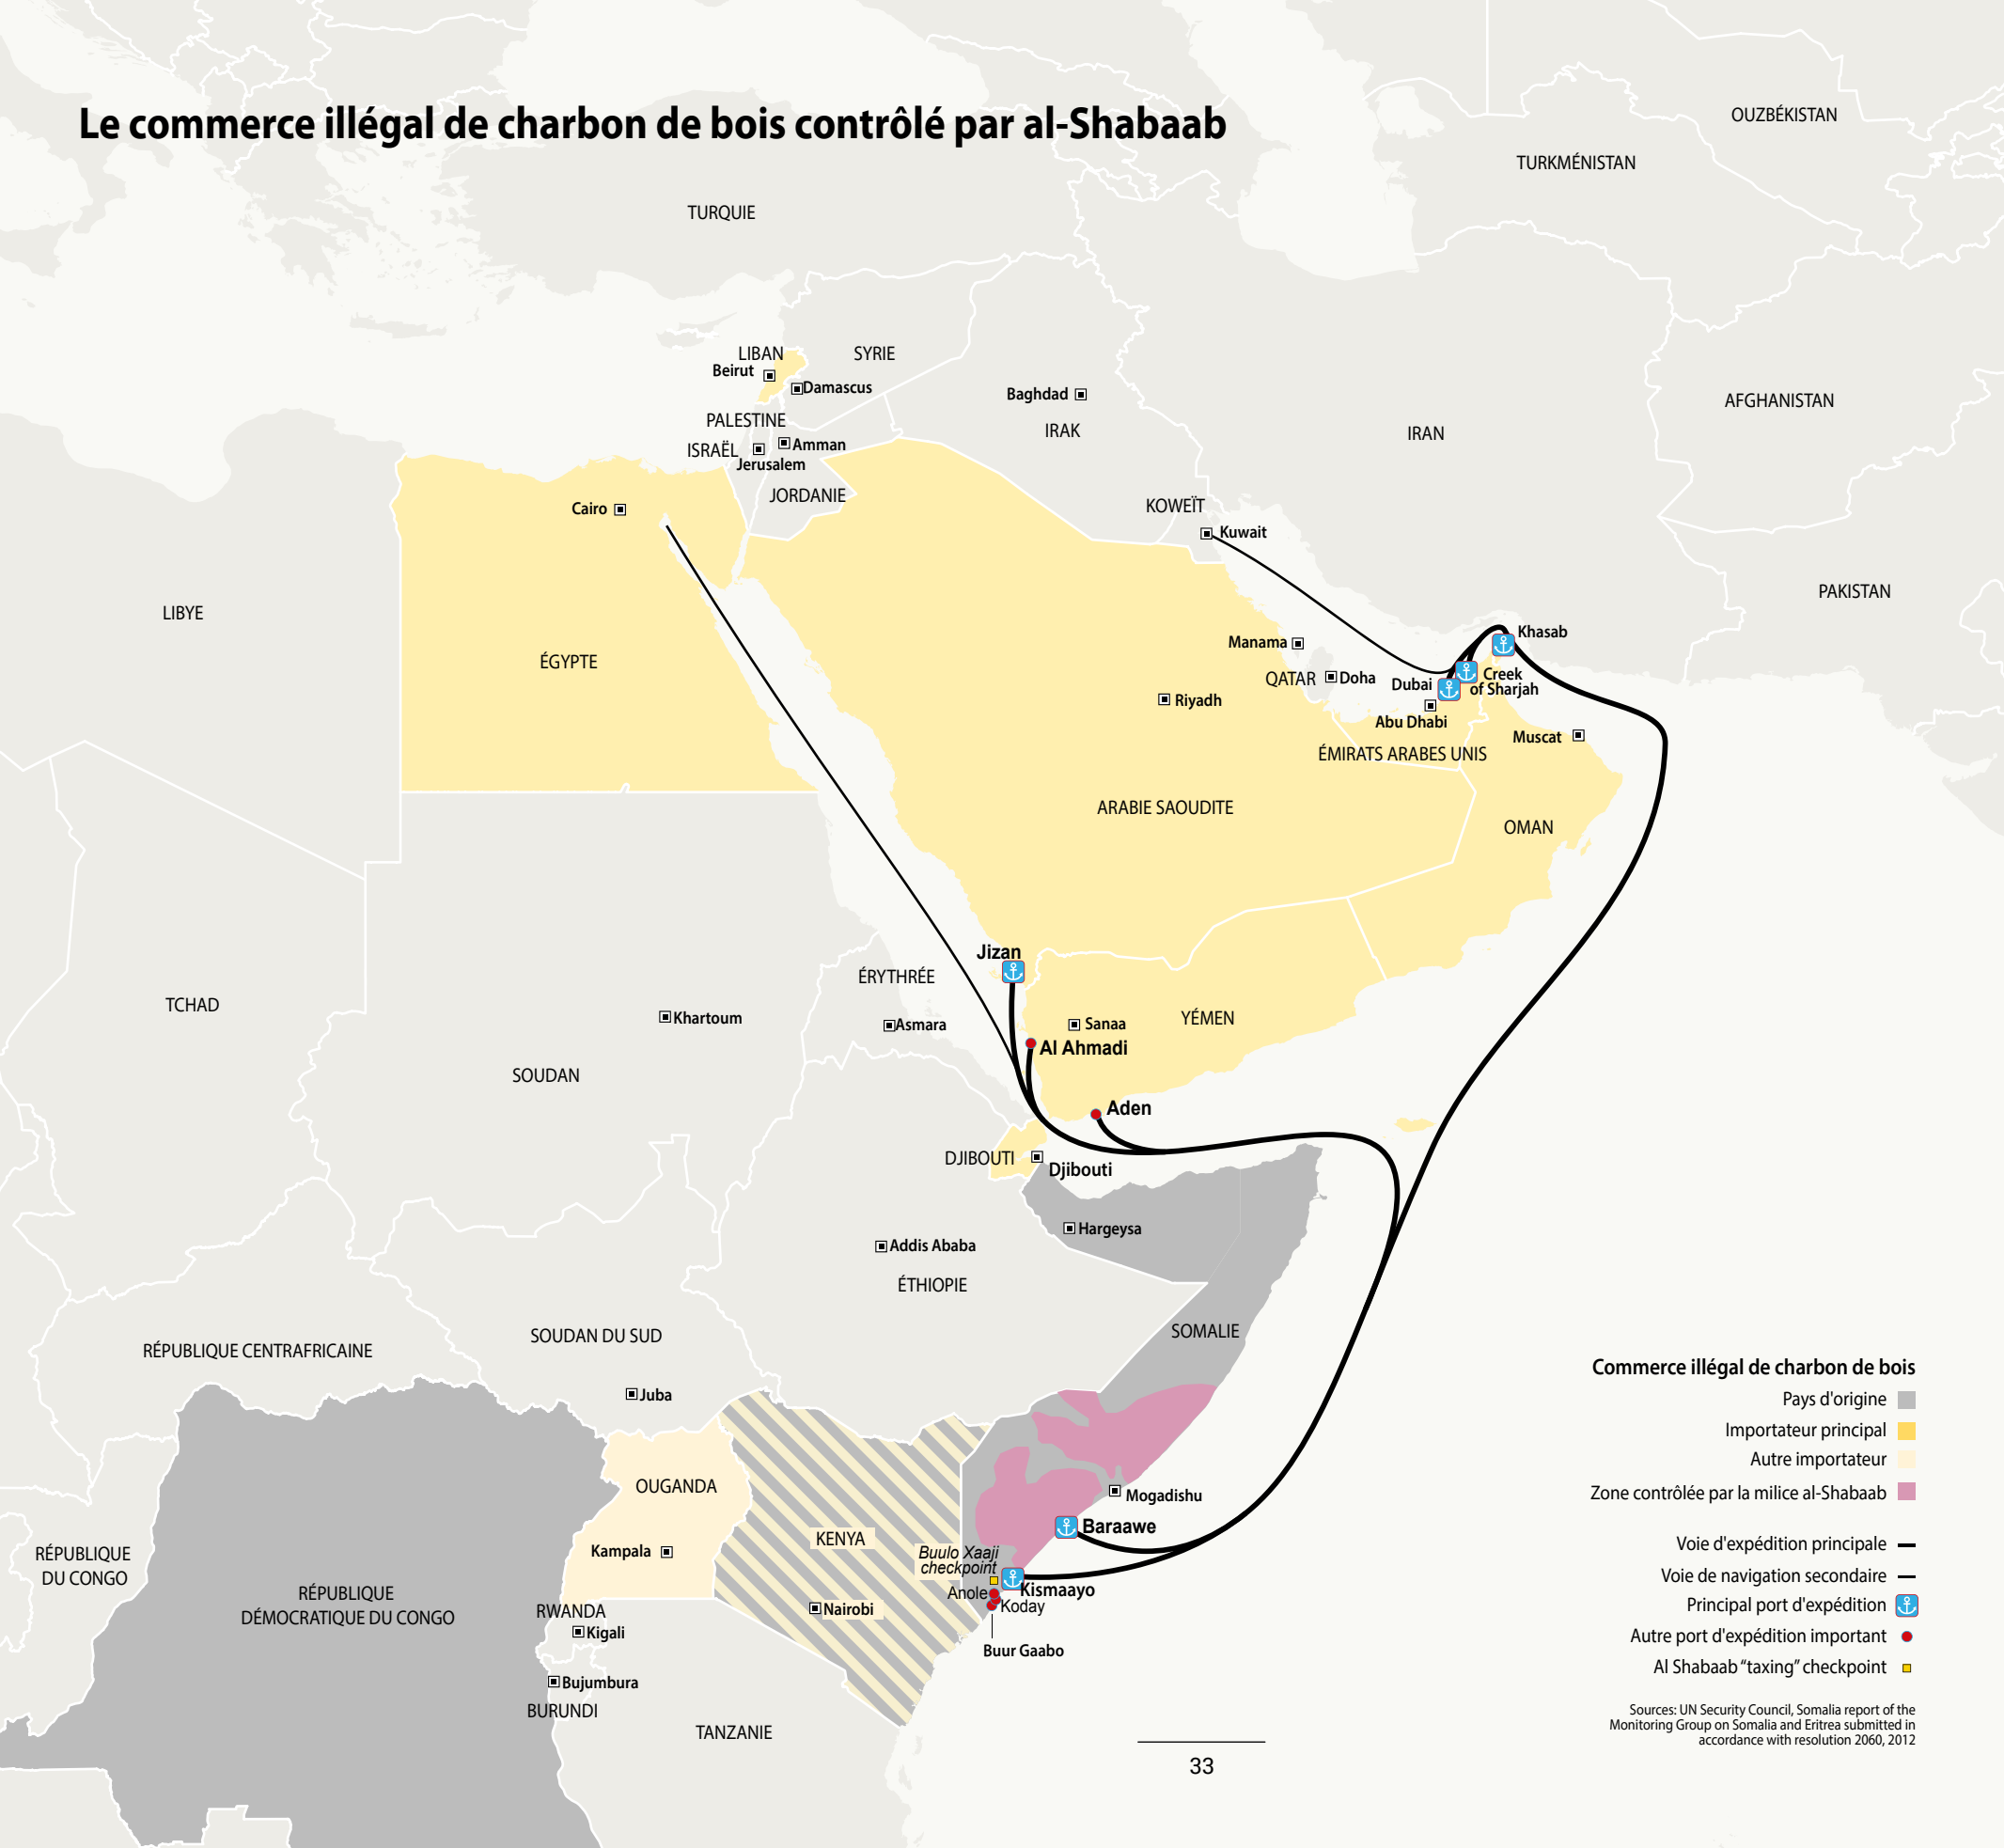 Le commerce illégal de charbon de bois contrôlé par al-Shabaab
OUZBÉKISTAN
TURKMÉNISTAN
TURQUIE
LIBAN
SYRIE
Beirut
Damascus
Baghdad
AFGHANISTAN
PALESTINE
IRAK
IRAN
ISRAËL
Amman
Jerusalem
JORDANIE
KOWEÏT
Cairo
Kuwait
PAKISTAN
LIBYE
Khasab
Manama
ÉGYPTE
QATAR
Doha
Dubai
Creek
of Sharjah
Riyadh
Abu Dhabi
Muscat
ÉMIRATS ARABES UNIS
ARABIE SAOUDITE
OMAN
Jizan
ÉRYTHRÉE
TCHAD
Khartoum
Asmara
Sanaa
YÉMEN
Al Ahmadi
SOUDAN
Aden
DJIBOUTI
Djibouti
Hargeysa
Addis Ababa
ÉTHIOPIE
SOMALIE
SOUDAN DU SUD
RÉPUBLIQUE CENTRAFRICAINE
Juba
OUGANDA
Mogadishu
Baraawe
KENYA
Kampala
Buulo Xaaji
checkpoint
RÉPUBLIQUE
DU CONGO
RÉPUBLIQUE
DÉMOCRATIQUE DU CONGO
Anole
Kismaayo
Koday
RWANDA
Nairobi
Kigali
Buur Gaabo
Bujumbura
BURUNDI
TANZANIE
Commerce illégal de charbon de bois
Pays d'origine
Importateur principal
Autre importateur
Zone contrôlée par la milice al-Shabaab
Voie d'expédition principale
Voie de navigation secondaire
Principal port d'expédition
Autre port d'expédition important
Al Shabaab “taxing” checkpoint
Sources: UN Security Council, Somalia report of the
Monitoring Group on Somalia and Eritrea submitted in
accordance with resolution 2060, 2012
33